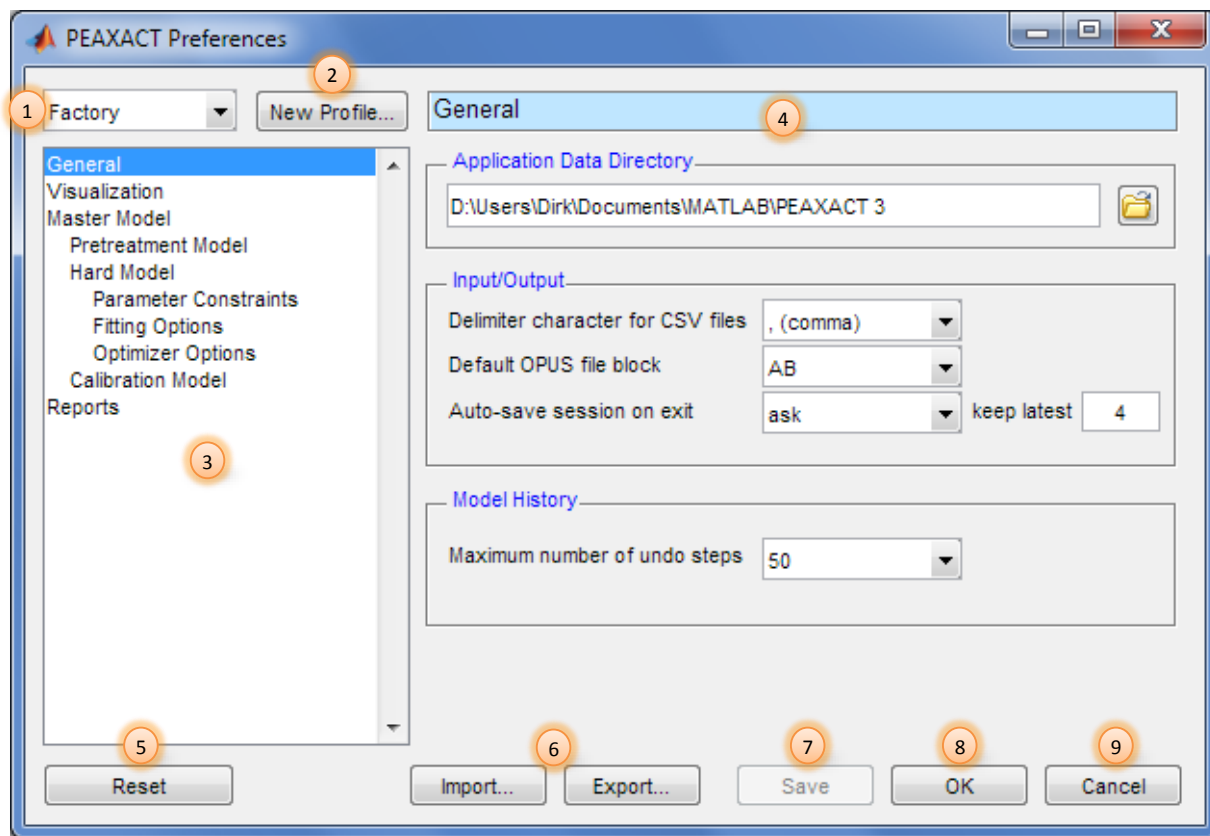 PEAXACT Preferences
2
1 Factory New Profile... General 4
General
Visualization
Master Model
Pretreatment Model
Hard Model
Parameter Constraints
Fitting Options
Optimizer Options
Calibration Model
Reports
3
Application Data Directory
D:\Users\Dirk\Documents\MATLAB\PEAXACT 3
Input/Output
Delimiter character for CSV files , (comma)
Default OPUS file block AB
Auto-save session on exit ask keep latest 4
Model History
Maximum number of undo steps 50
5 6 7 8 9
Reset Import... Export... Save OK Cancel